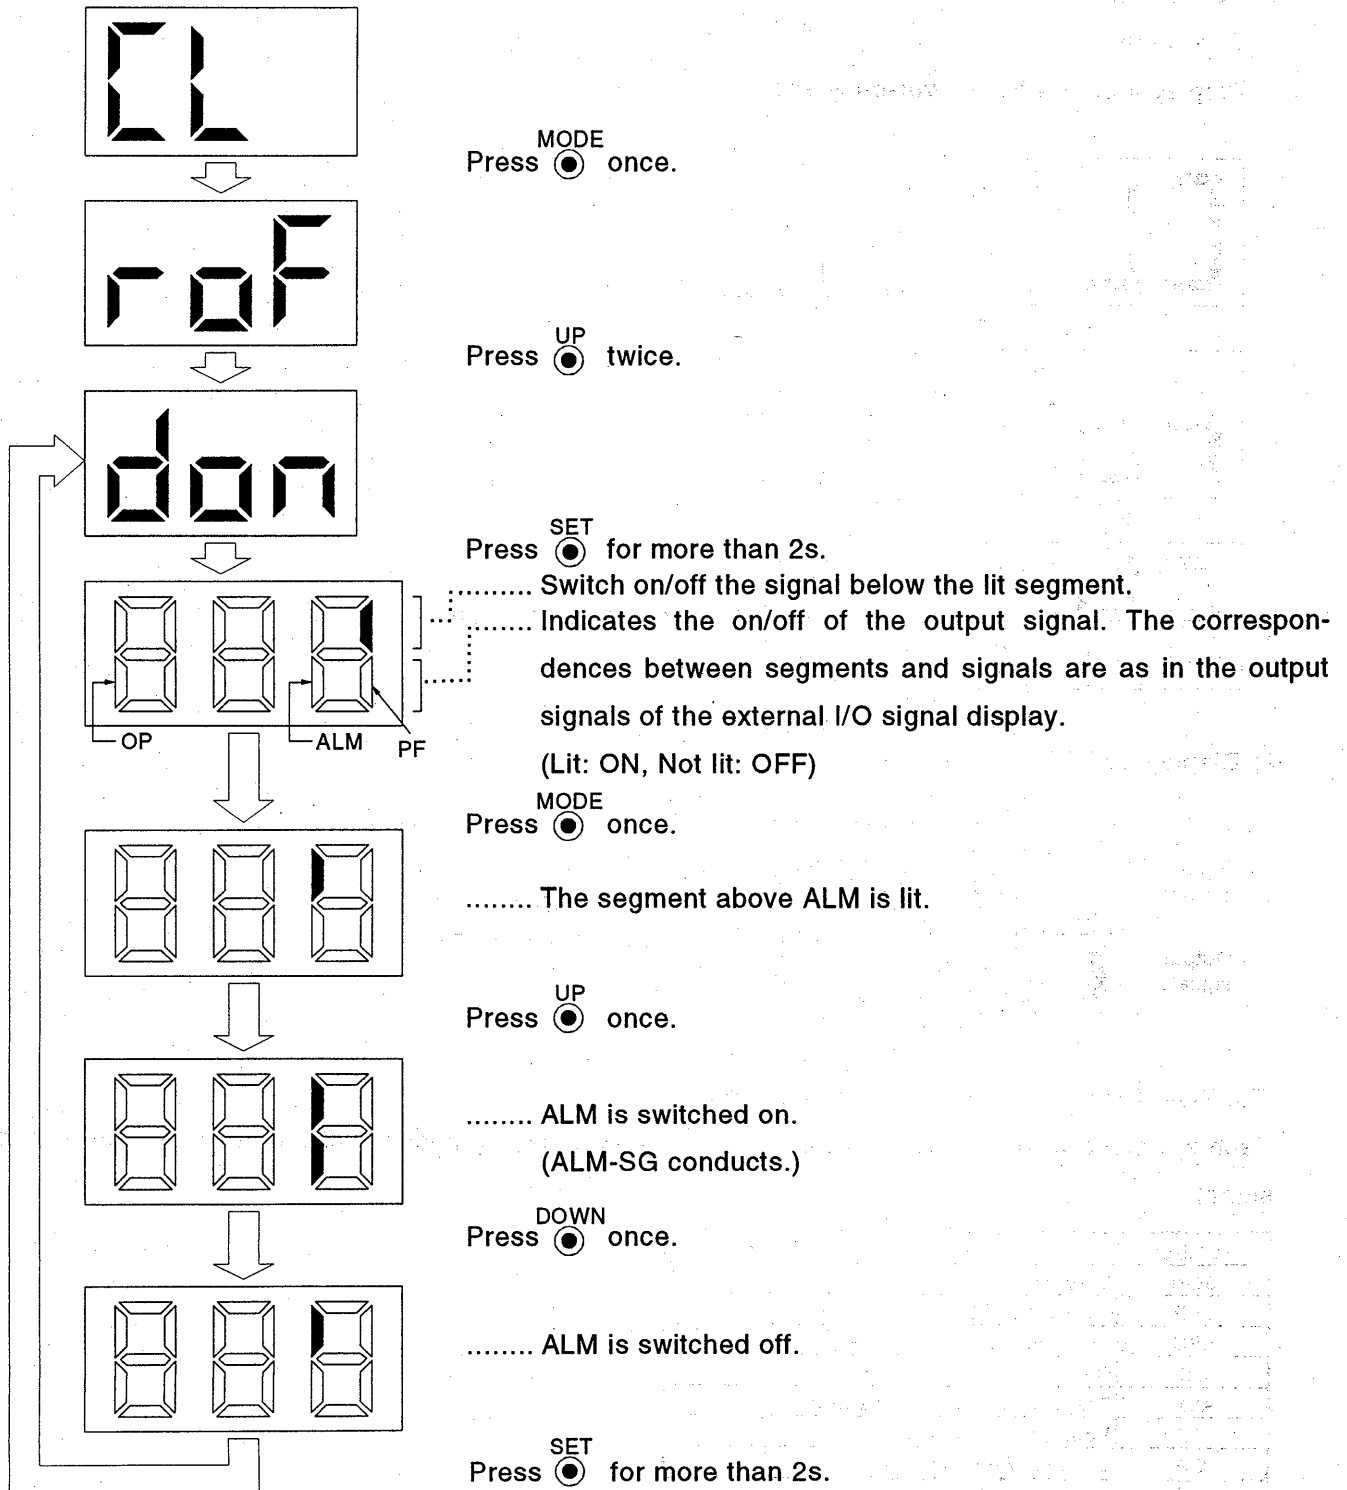 CL
MODE
Press once.
roF
UP
Press twice.
don
SET
Press for more than 2s.
........ Switch on/off the signal below the lit segment.
........ Indicates the on/off of the output signal. The correspon-
dences between segments and signals are as in the output
signals of the external I/O signal display.
OP ALM PF
(Lit: ON, Not lit: OFF)
MODE
Press once.
........ The segment above ALM is lit.
UP
Press once.
........ ALM is switched on.
(ALM-SG conducts.)
DOWN
Press once.
........ ALM is switched off.
SET
Press for more than 2s.